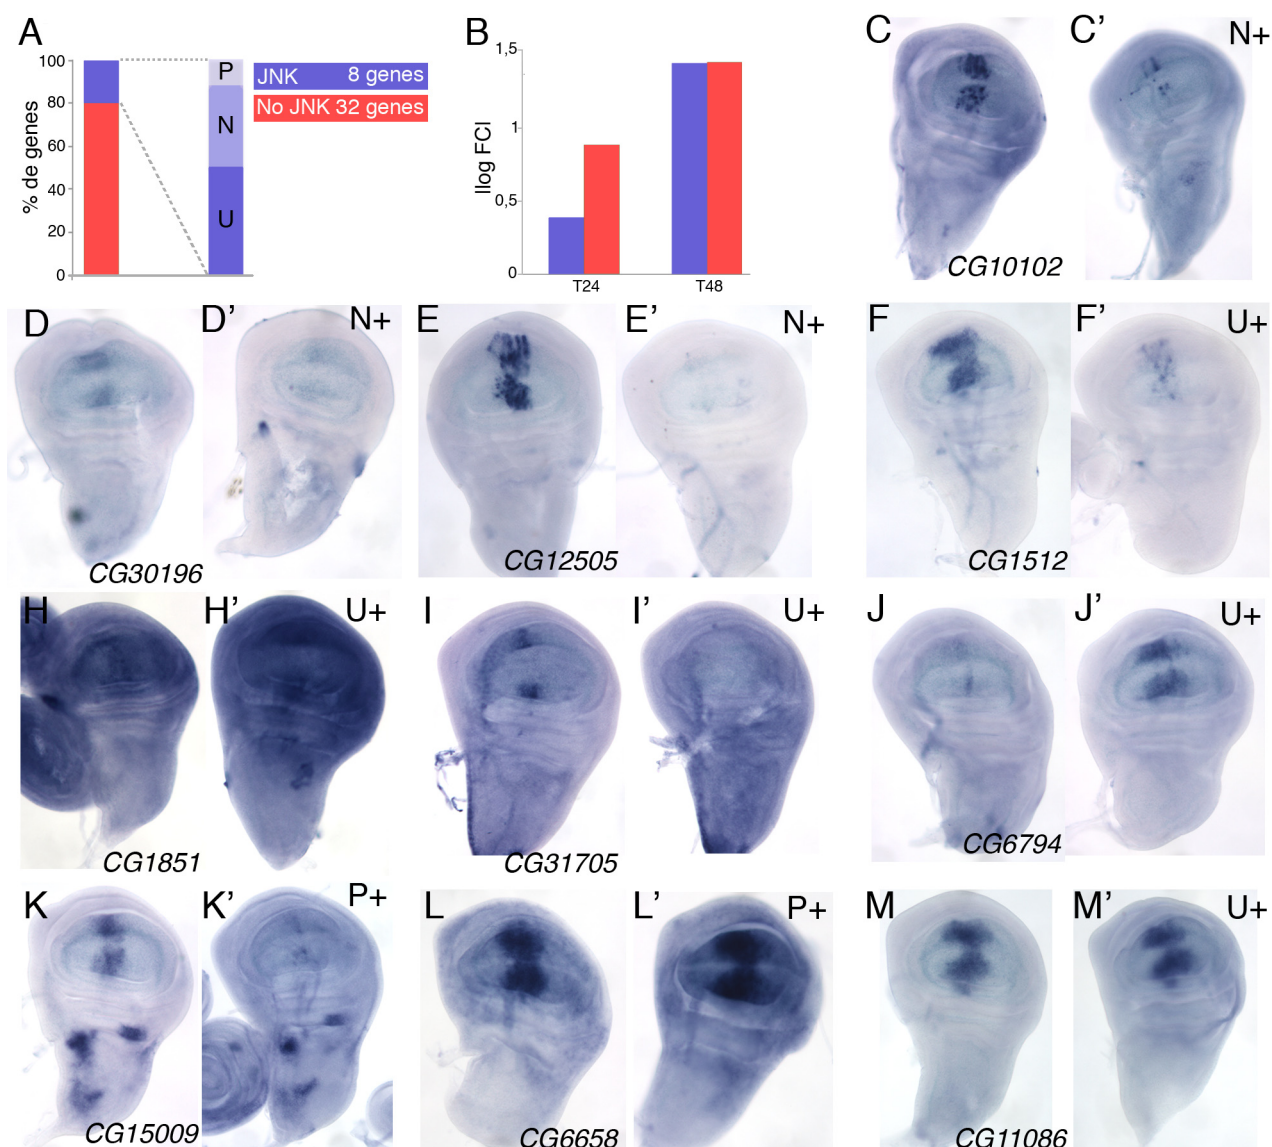 A
% de genes
100
80
60
40
20
0
P
N
U
JNK 8 genes
No JNK 32 genes
B
llog FCl
1,5
1
0,5
0
T24
T48
C
C’
N+
CG10102
D
D’
N+
CG30196
E
E’
N+
CG12505
F
F’
U+
CG1512
H
H’
U+
CG1851
I
I’
U+
CG31705
J
J’
U+
CG6794
K
K’
P+
CG15009
L
L’
P+
CG6658
M
M’
U+
CG11086